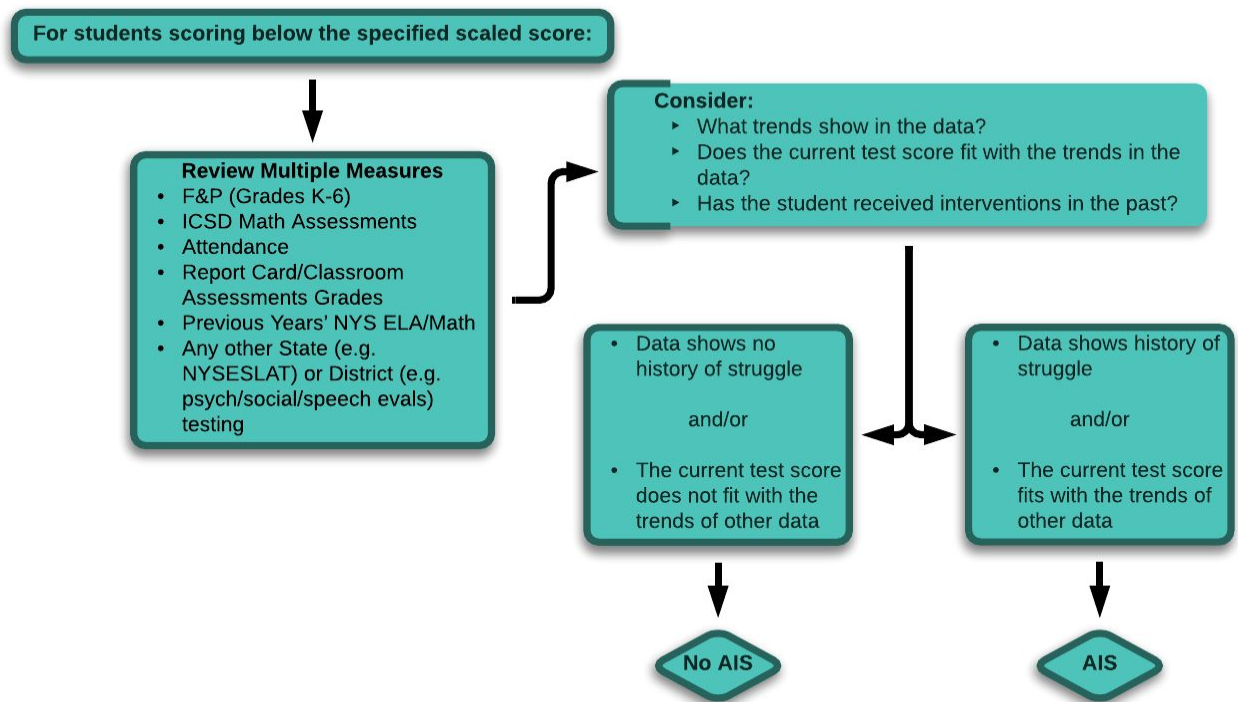 For students scoring below the specified scaled score:
Review Multiple Measures
• F&P (Grades K-6)
• ICSD Math Assessments
• Attendance
• Report Card/Classroom
Assessments Grades
• Previous Years' NYS ELA/Math
• Any other State (e.g.
NYSESLAT) or District (e.g.
psych/social/speech evals)
testing
Consider:
‣ What trends show in the data?
‣ Does the current test score fit with the trends in the
data?
‣ Has the student received interventions in the past?
• Data shows no
history of struggle
and/or
• The current test score
does not fit with the
trends of other data
No AIS
• Data shows history of
struggle
and/or
• The current test score
fits with the trends of
other data
AIS